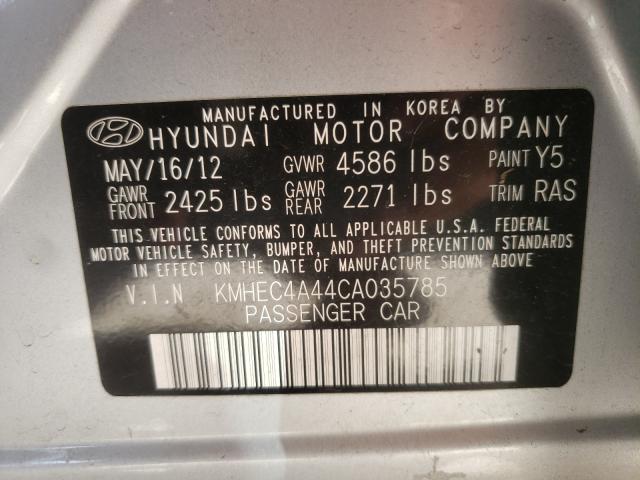 MANUFACTURED IN KOREA BY
HYUNDAI MOTOR COMPANY
MAY/16/12 GVWR 4586 lbs PAINT Y5
GAWR FRONT 2425 lbs GAWR REAR 2271 lbs TRIM RAS
THIS VEHICLE CONFORMS TO ALL APPLICABLE U.S.A. FEDERAL
MOTOR VEHICLE SAFETY, BUMPER, AND THEFT PREVENTION STANDARDS
IN EFFECT ON THE DATE OF MANUFACTURE SHOWN ABOVE
V.I.N KMHEC4A44CA035785
PASSENGER CAR